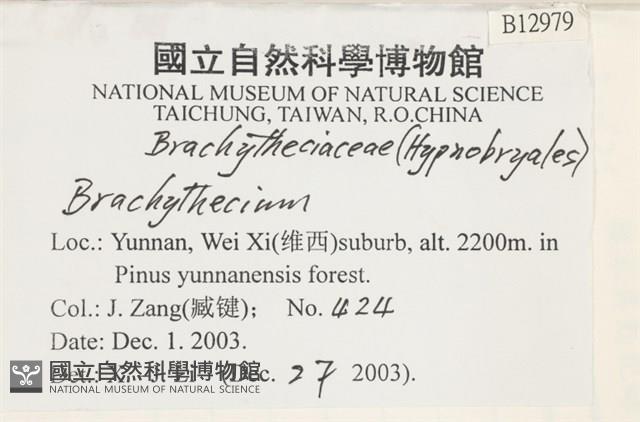 B12979
國立自然科學博物館
NATIONAL MUSEUM OF NATURAL SCIENCE
TAICHUNG, TAIWAN, R.O.CHINA
Brachytheciaceae (Hypnobryales)
Brachythecium
Loc.: Yunnan, Wei Xi(维西)suburb, alt. 2200m. in
Pinus yunnanensis forest.
Col.: J. Zang(臧键); No. 424
Date: Dec. 1. 2003.
(Dec. 27 2003).
國立自然科學博物館
NATIONAL MUSEUM OF NATURAL SCIENCE